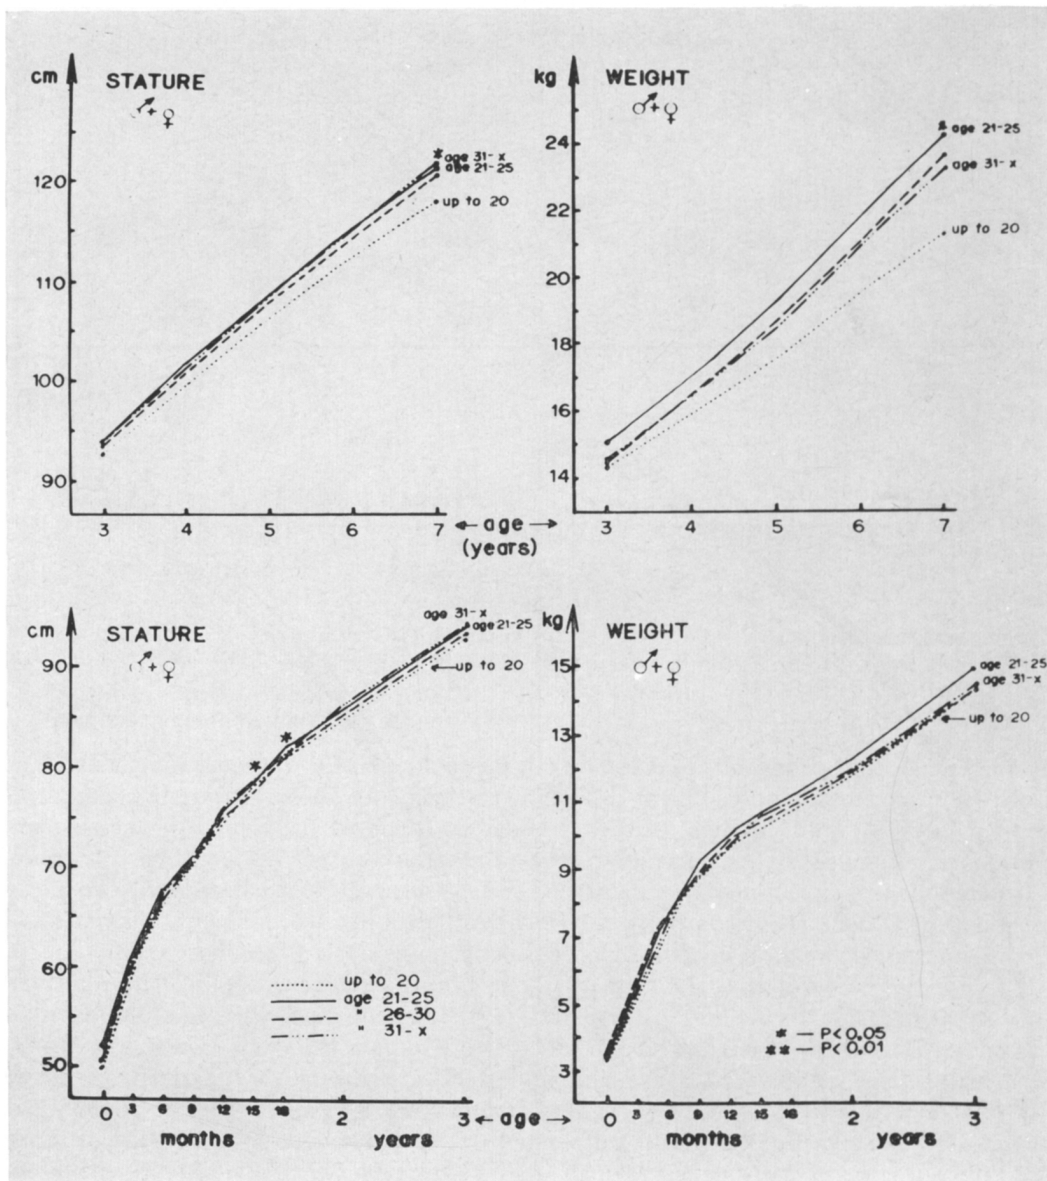 cm STATURE
♂+♀
120
110
100
90
3 4 5 6 7
* age 31-x
age 21-25
up to 20
kg WEIGHT
♂+♀
24
22
20
18
16
14
3 4 5 6 7
* age 21-25
age 31-x
up to 20
← age →
(years)
cm STATURE
♂+♀
90
80
70
60
50
age 31-x
age 21-25
← up to 20
*
*
up to 20
age 21-25
" 26-30
" 31-x
0 3 6 9 12 15 18 2 3
months years
← age →
kg WEIGHT
♂+♀
15
13
11
9
7
5
3
age 21-25
age 31-x
← up to 20
* — P<0.05
** — P<0.01
0 3 6 9 12 15 18 2 3
months years